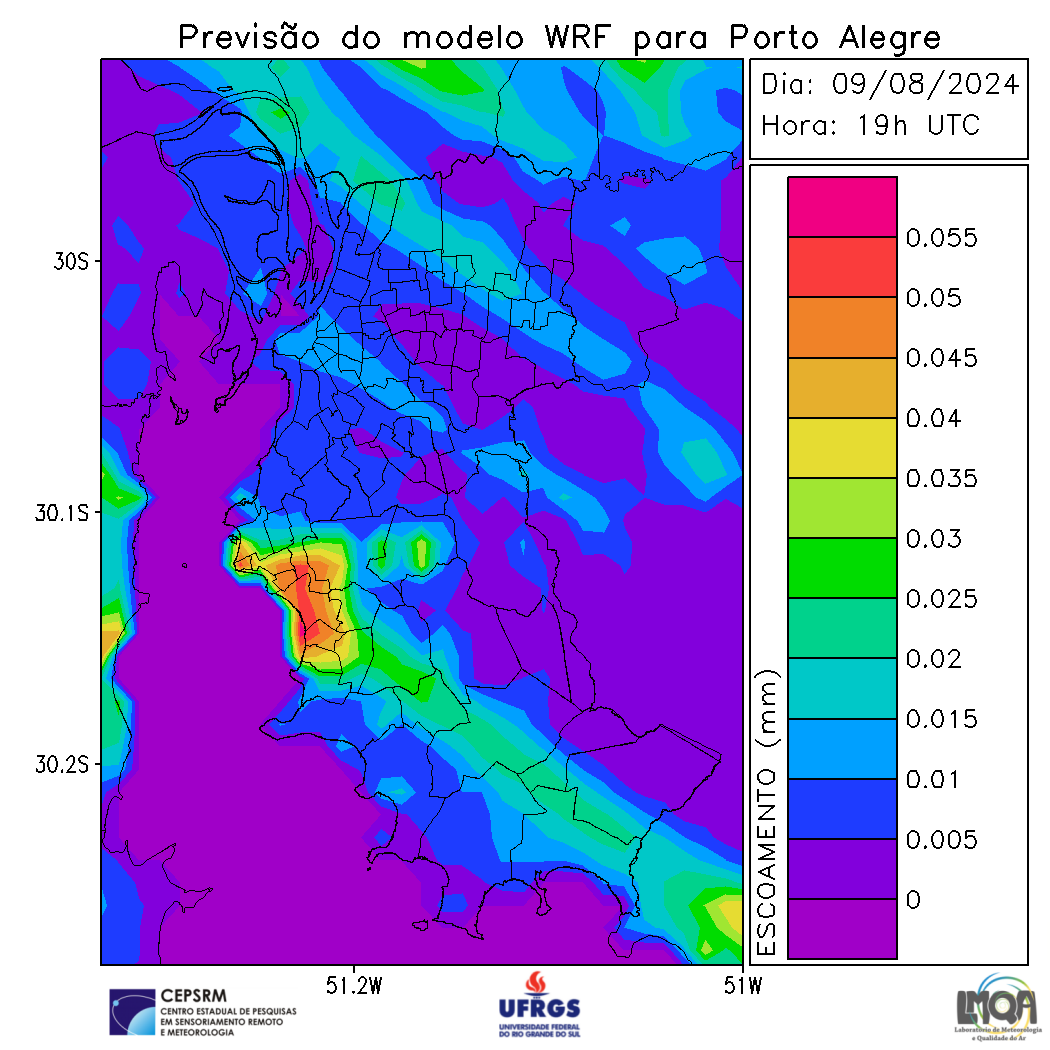 Previsão do modelo WRF para Porto Alegre
Dia: 09/08/2024
Hora: 19h UTC
30S
30.1S
30.2S
51.2W
51W
ESCOAMENTO (mm)
0.055
0.05
0.045
0.04
0.035
0.03
0.025
0.02
0.015
0.01
0.005
0
CEPSRM
CENTRO ESTADUAL DE PESQUISAS
EM SENSORIAMENTO REMOTO
E METEOROLOGIA
UFRGS
UNIVERSIDADE FEDERAL
DO RIO GRANDE DO SUL
LMQA
Laboratório de Meteorologia
e Qualidade do Ar